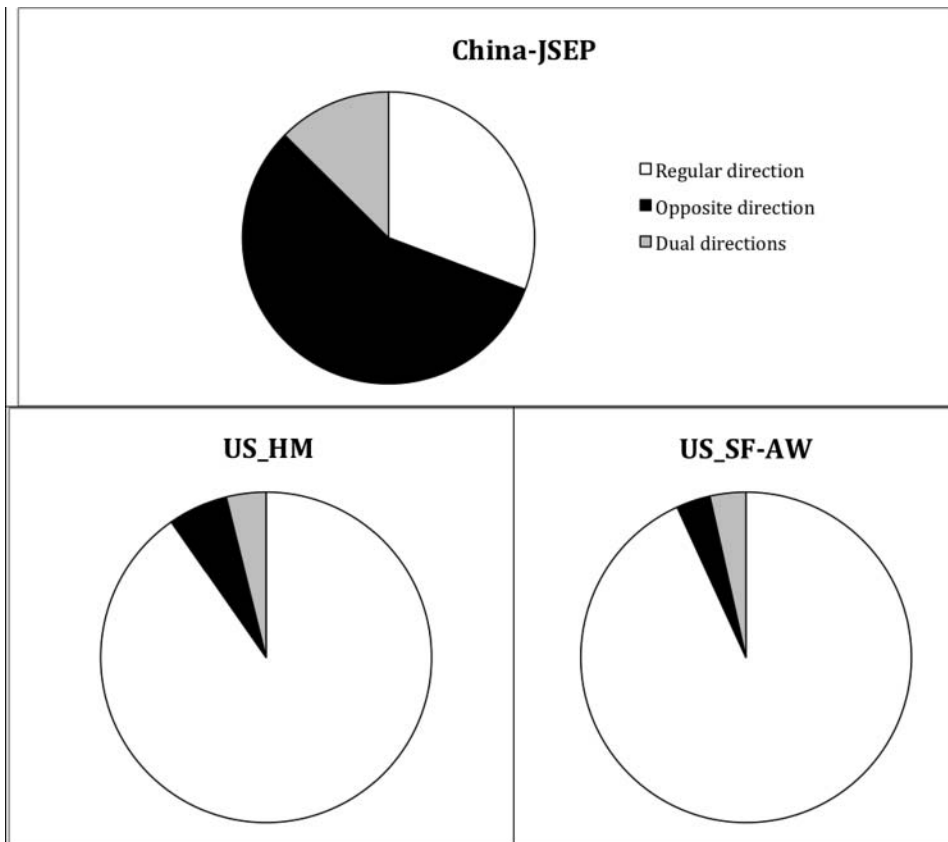 China-JSEP
Regular direction
Opposite direction
Dual directions
US_HM
US_SF-AW